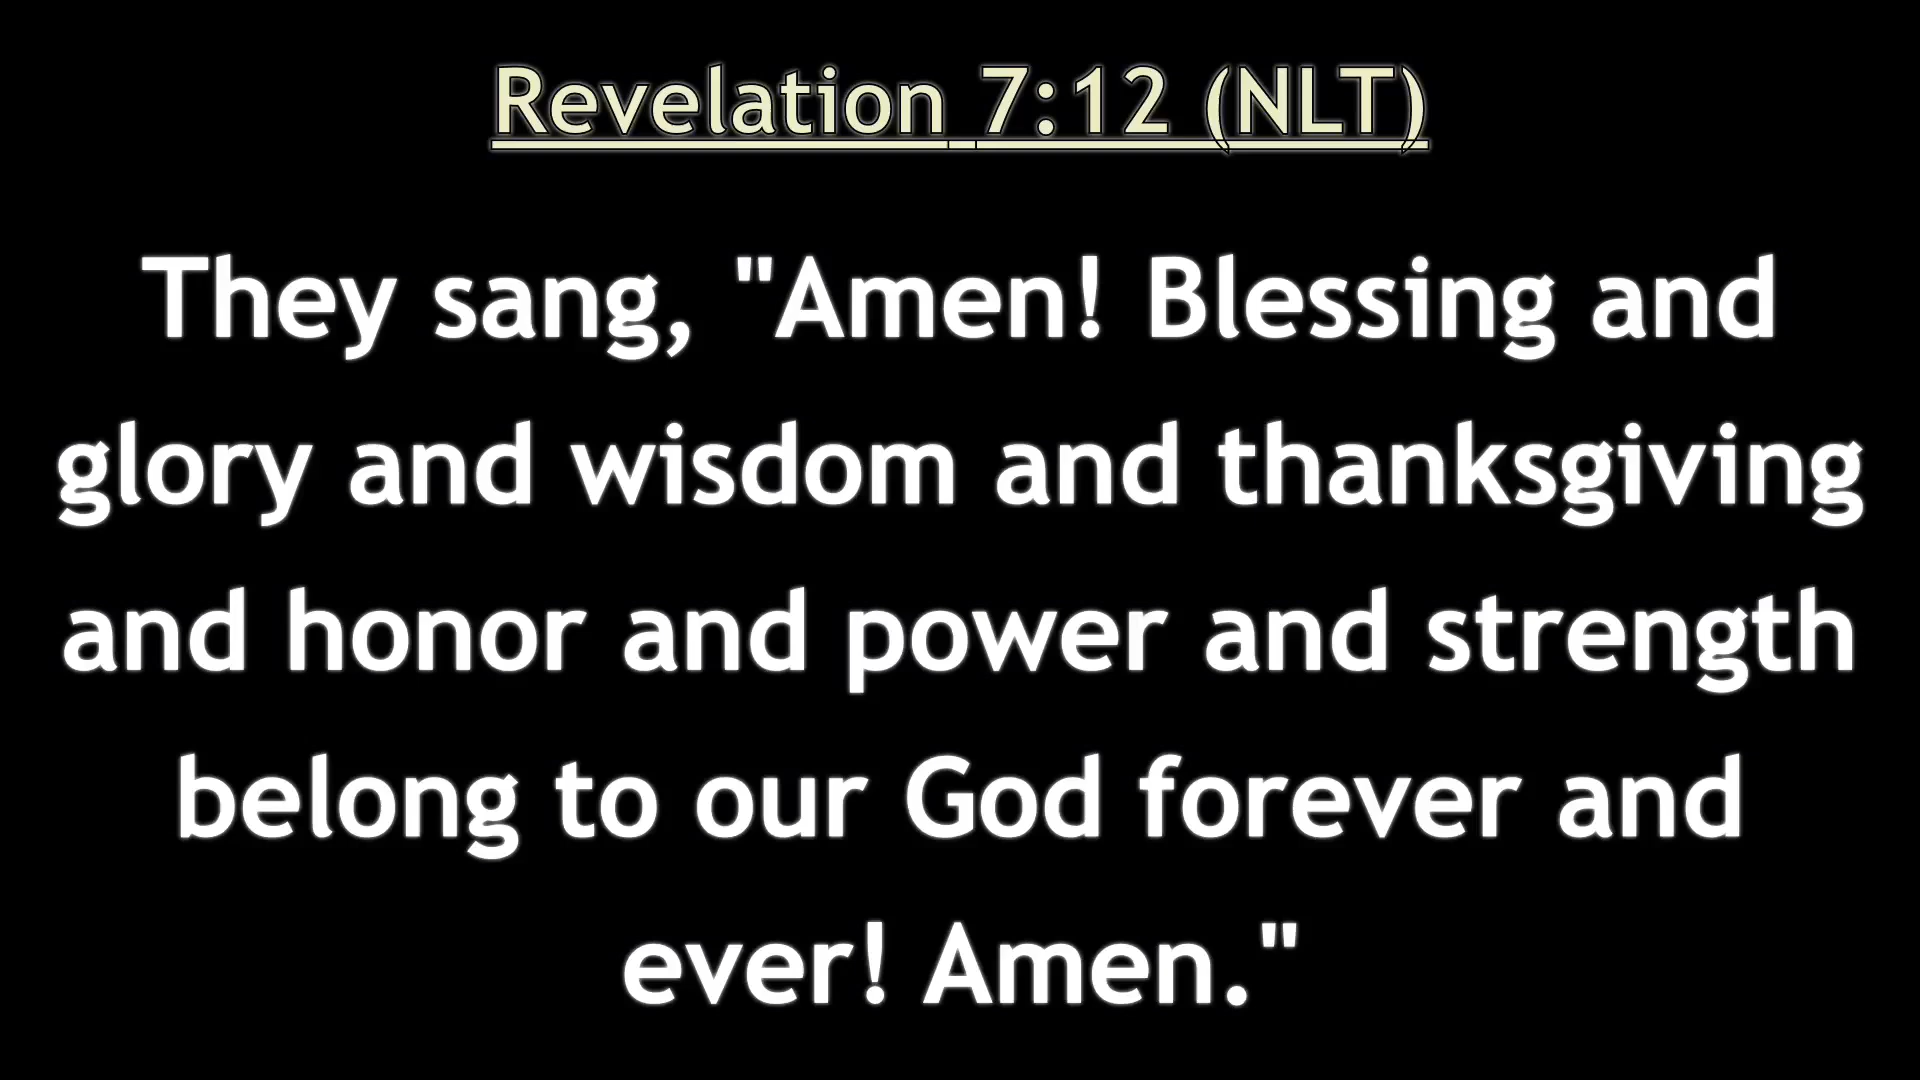 Revelation 7:12 (NLT)
They sang, "Amen! Blessing and
glory and wisdom and thanksgiving
and honor and power and strength
belong to our God forever and
ever! Amen."